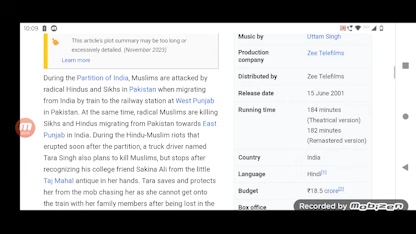 10:09
This article's plot summary may be too long or
excessively detailed. (November 2023)
Learn more
During the Partition of India, Muslims are attacked by
radical Hindus and Sikhs in Pakistan when migrating
from India by train to the railway station at West Punjab
in Pakistan. At the same time, radical Muslims are killing
Sikhs and Hindus migrating from Pakistan towards East
Punjab in India. During the Hindu-Muslim riots that
erupted soon after the partition, a truck driver named
Tara Singh also plans to kill Muslims, but stops after
recognizing his college friend Sakina Ali from the little
Taj Mahal antique in her hands. Tara saves and protects
her from the mob chasing her as she cannot get onto
the train with her family members after being lost in the
Music by Uttam Singh
Production Zee Telefilms
company
Distributed by Zee Telefilms
Release date 15 June 2001
Running time 184 minutes
(Theatrical version)
182 minutes
(Remastered version)
Country India
Language Hindi[1]
Budget ₹18.5 crore[2]
Box office
Recorded by mobizen